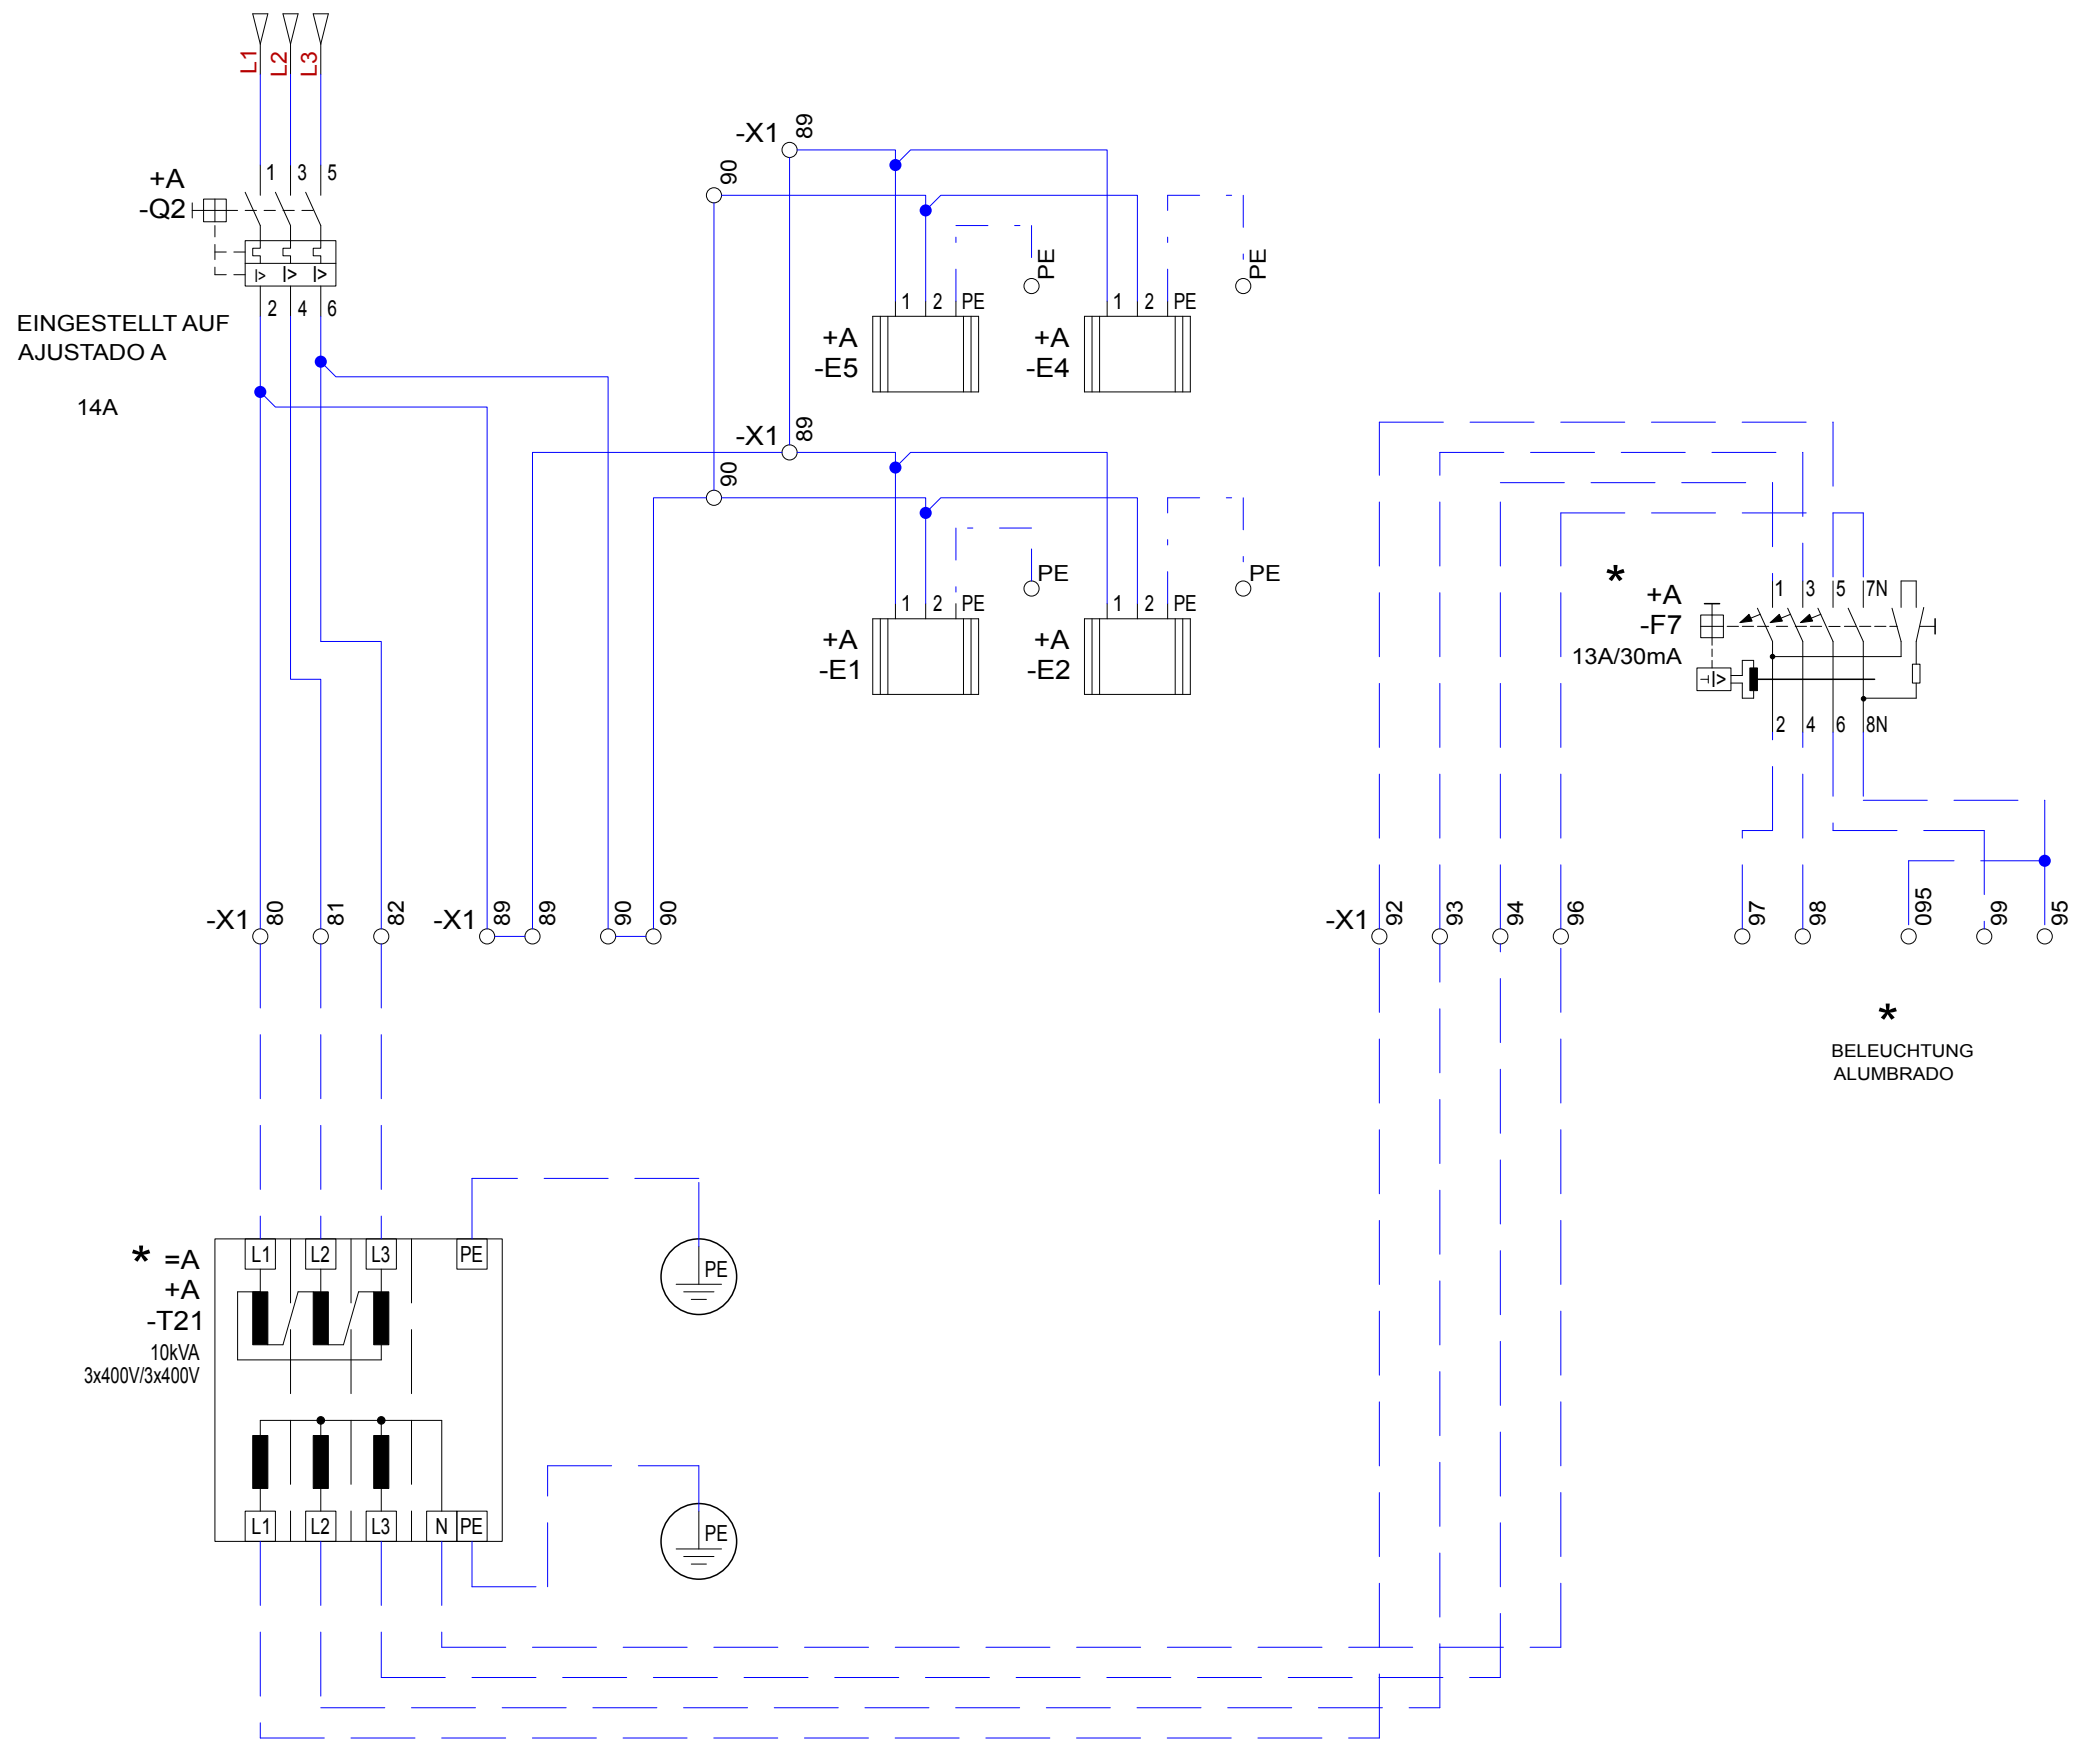 L1 L2 L3
+A
-Q2
1 3 5
2 4 6
EINGESTELLT AUF
AJUSTADO A
14A
-X1 89
90
1 2 PE
PE
+A
-E5
1 2 PE
PE
+A
-E4
-X1 89
90
1 2 PE
PE
+A
-E1
1 2 PE
PE
+A
-E2
*
+A
-F7
13A/30mA
1 3 5 7N
2 4 6 8N
-X1 80 81 82
-X1 89 89 90 90
-X1 92 93 94 96
97 98 095 99 95
*
BELEUCHTUNG
ALUMBRADO
* =A
+A
-T21
10kVA
3x400V/3x400V
L1 L2 L3 PE
PE
L1 L2 L3 N PE
PE